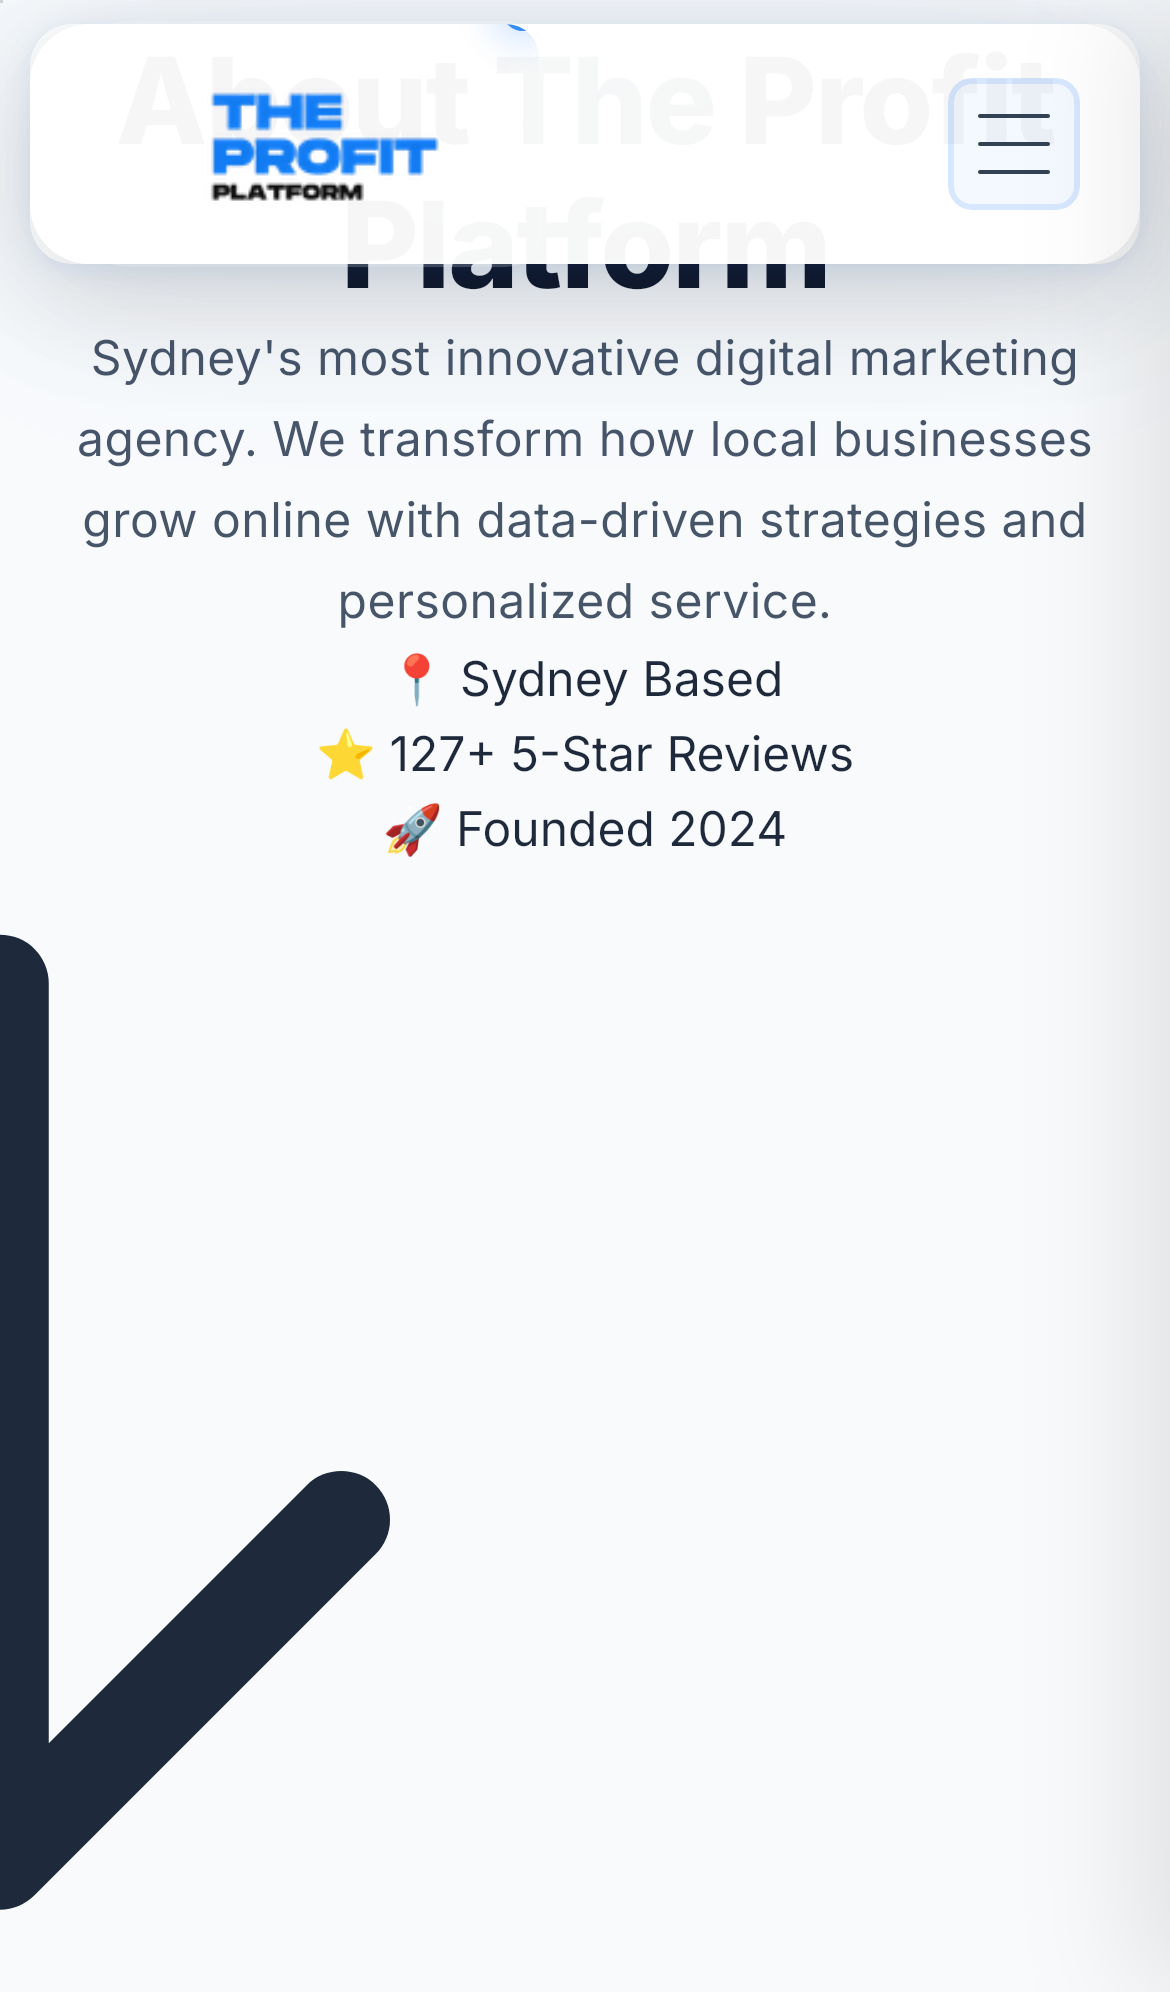 About The Profit
THE
PROFIT
PLATFORM
Platform
Sydney's most innovative digital marketing
agency. We transform how local businesses
grow online with data-driven strategies and
personalized service.
📍 Sydney Based
⭐ 127+ 5-Star Reviews
🚀 Founded 2024